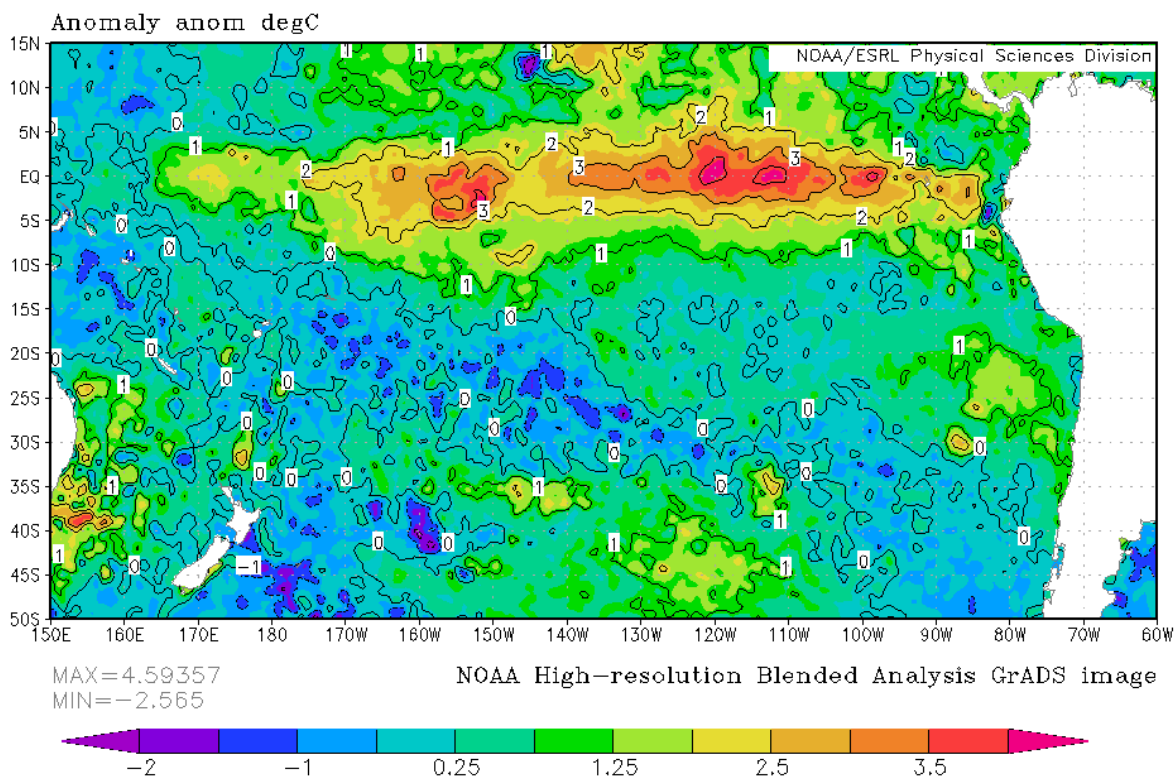 Anomaly anom degC
NOAA/ESRL Physical Sciences Division
15N
10N
5N
EQ
5S
10S
15S
20S
25S
30S
35S
40S
45S
50S
150E 160E 170E 180 170W 160W 150W 140W 130W 120W 110W 100W 90W 80W 70W 60W
MAX=4.59357
MIN=-2.565
NOAA High-resolution Blended Analysis GrADS image
-2 -1 0.25 1.25 2.5 3.5